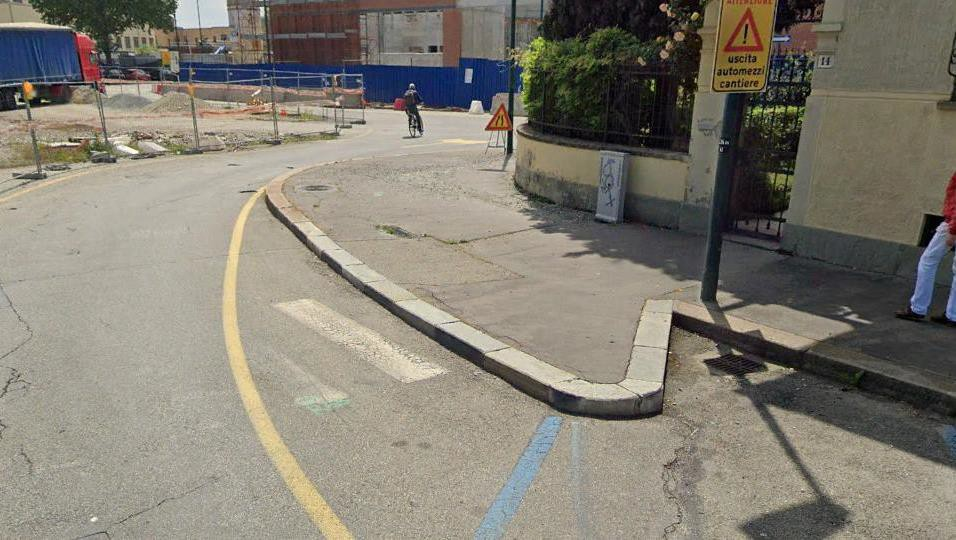 ATTENZIONE
uscita
automezzi
cantiere
14